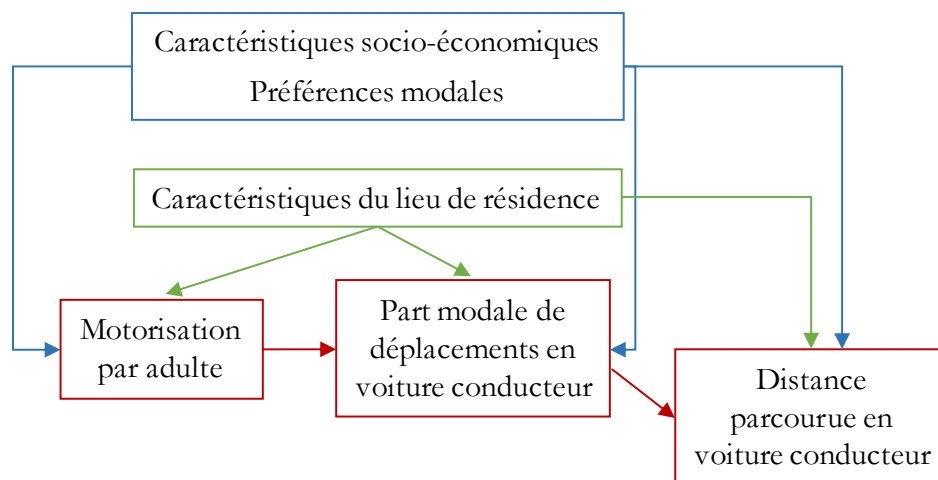 Caractéristiques socio-économiques
Préférences modales
Caractéristiques du lieu de résidence
Motorisation
par adulte
Part modale de
déplacements en
voiture conducteur
Distance
parcourue en
voiture conducteur